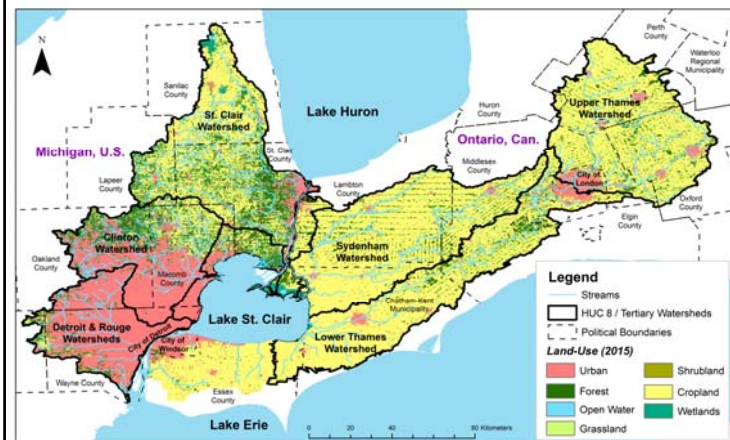 N
Perth
County
Waterloo
Regional
Municipality
Sanilac
County
Lake Huron
Huron
County
Upper Thames
Watershed
St. Clair
Watershed
Michigan, U.S.
St. Clair
County
Ontario, Can.
Middlesex
County
Lapeer
County
Lambton
County
City of
London
Oxford
County
Elgin
County
Clinton
Watershed
Sydenham
Watershed
Oakland
County
Macomb
County
Chatham-Kent
Municipality
Lake St. Clair
Detroit & Rouge
Watersheds
City of Detroit
City of
Windsor
Lower Thames
Watershed
Wayne County
Essex
County
Lake Erie
0 10 20 40 60 80 Kilometers
Legend
Streams
HUC 8 / Tertiary Watersheds
Political Boundaries
Land-Use (2015)
Urban
Shrubland
Forest
Cropland
Open Water
Wetlands
Grassland